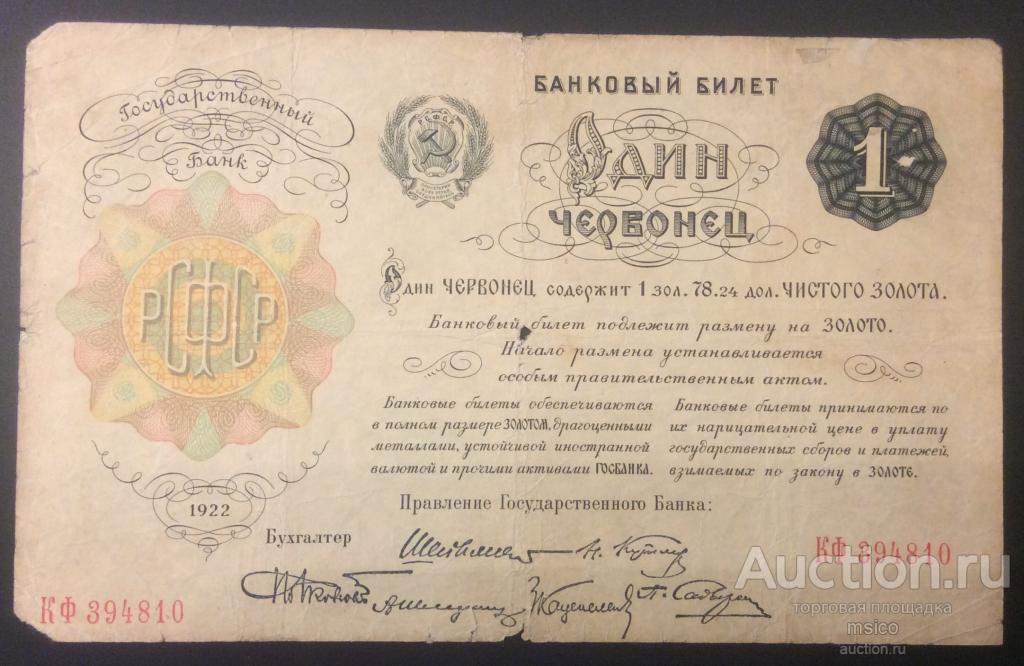 Государственный
Банк
РСФСР
1922
РСФСР
БАНКОВЫЙ БИЛЕТ
ОДИН
ЧЕРВОНЕЦ
1
Один ЧЕРВОНЕЦ содержит 1 зол. 78.24 дол. ЧИСТОГО ЗОЛОТА.
Банковый билет подлежит размену на ЗОЛОТО.
Начало размена устанавливается
особым правительственным актом.
Банковые билеты обеспечиваются
в полном размере ЗОЛОТОМ, драгоценными
металлами, устойчивой иностранной
валютой и прочими активами ГОСБАНКА.
Банковые билеты принимаются по
их нарицательной цене в уплату
государственных сборов и платежей,
взимаемых по закону в ЗОЛОТЕ.
Правление Государственного Банка:
Бухгалтер
КФ 394810
КФ 394810
Auction.ru
торговая площадка
msico
auction.ru